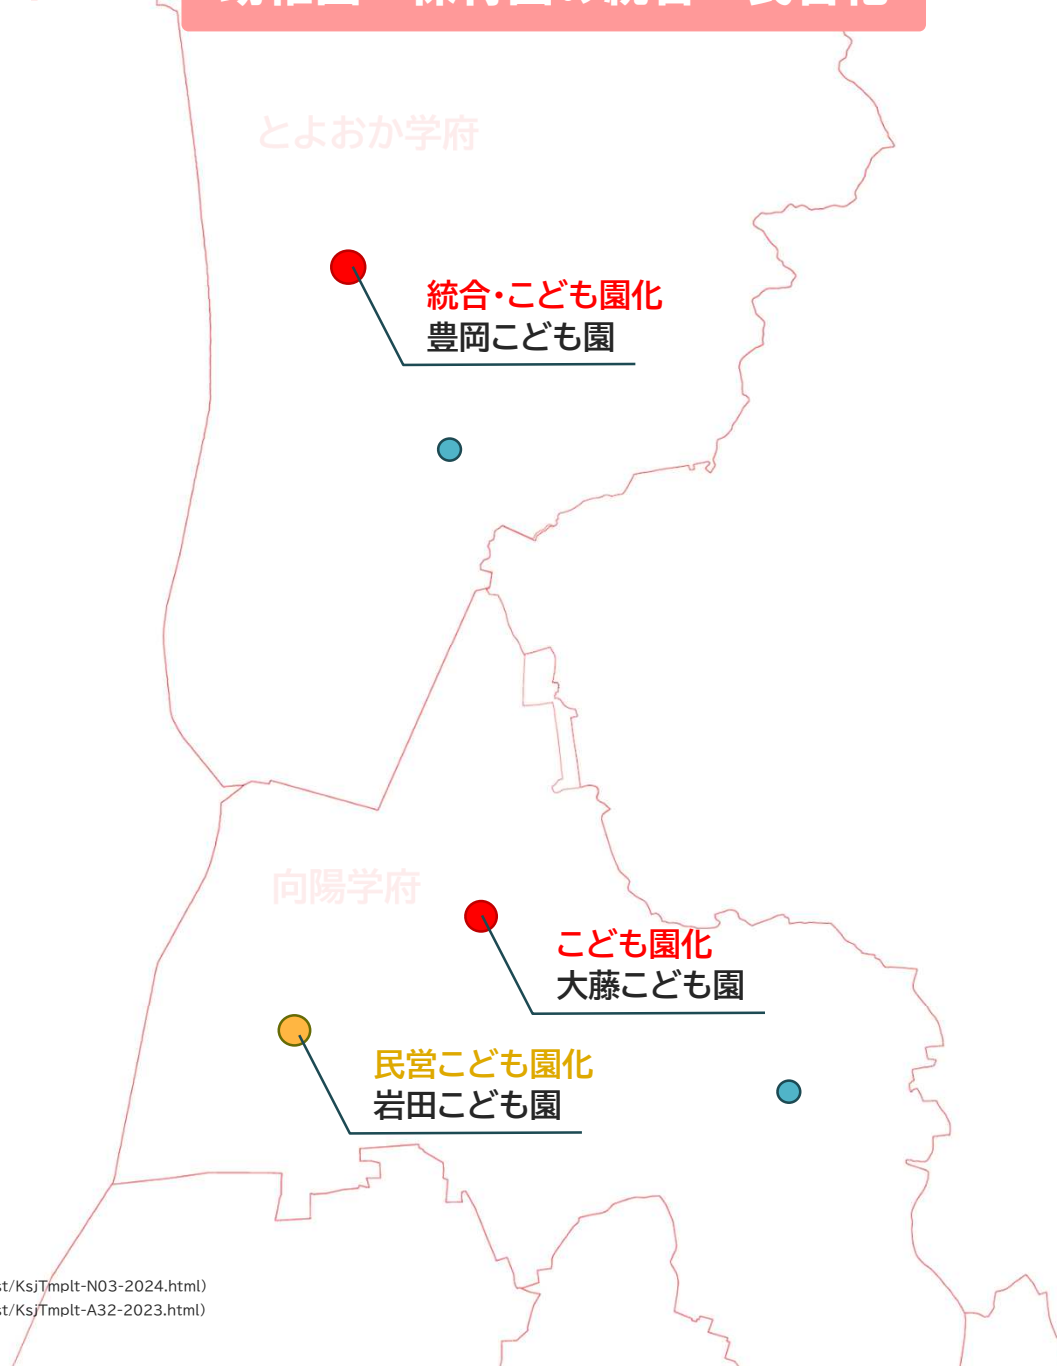 とよおか学府
統合・こども園化
豊岡こども園
向陽学府
こども園化
大藤こども園
民営こども園化
岩田こども園
st/KsjTmplt-N03-2024.html)
st/KsjTmplt-A32-2023.html)